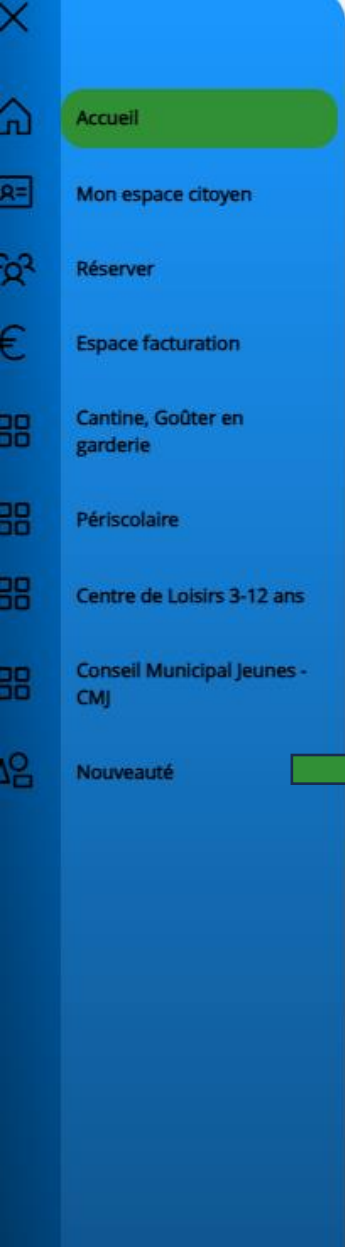 Accueil
Mon espace citoyen
Réserver
Espace facturation
Cantine, Goûter en
garderie
Périscolaire
Centre de Loisirs 3-12 ans
Conseil Municipal Jeunes -
CMJ
Nouveauté